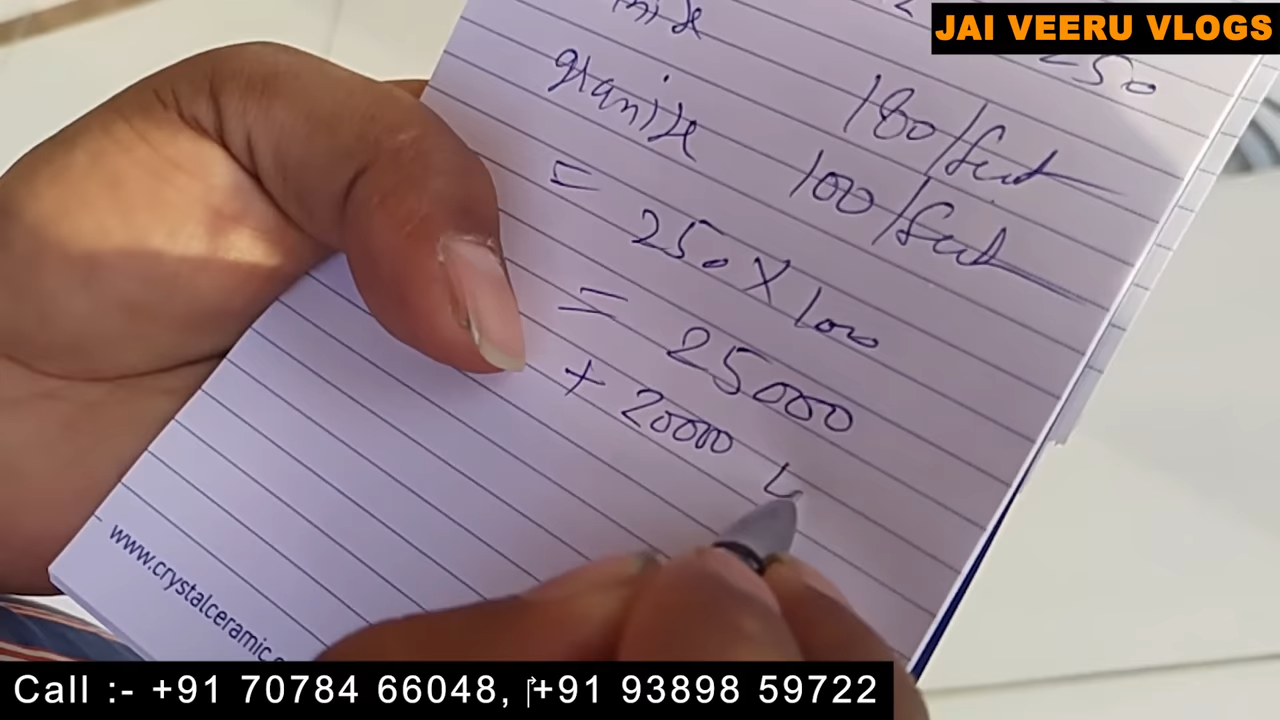 JAI VEERU VLOGS
250
granite 180/feet
100/feet
= 250 X 100
= 25000
+ 20000
www.crystalceramic.c
Call :- +91 70784 66048, +91 93898 59722